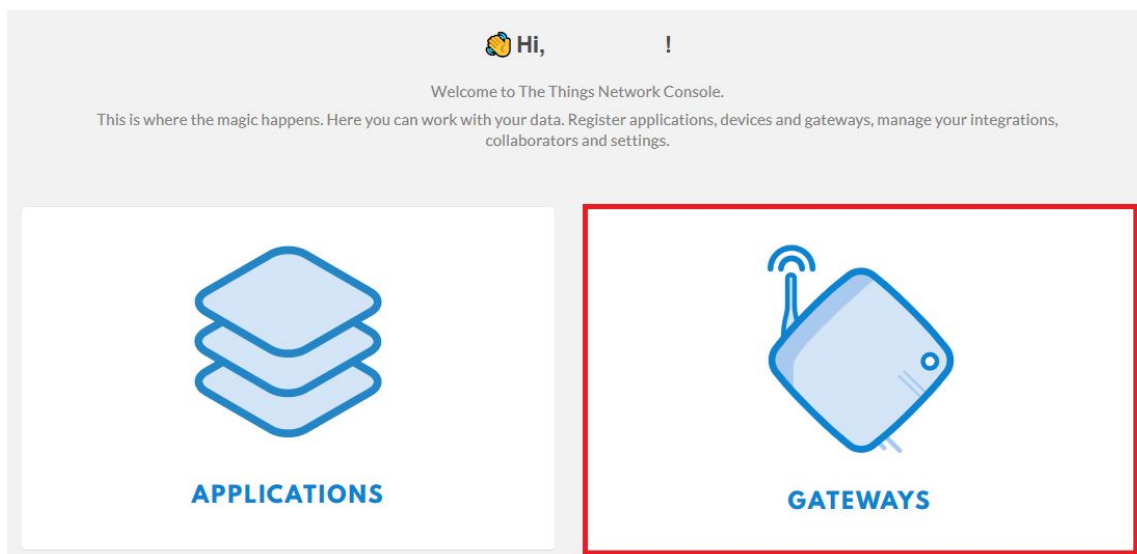 Hi, !
Welcome to The Things Network Console.
This is where the magic happens. Here you can work with your data. Register applications, devices and gateways, manage your integrations,
collaborators and settings.
APPLICATIONS
GATEWAYS